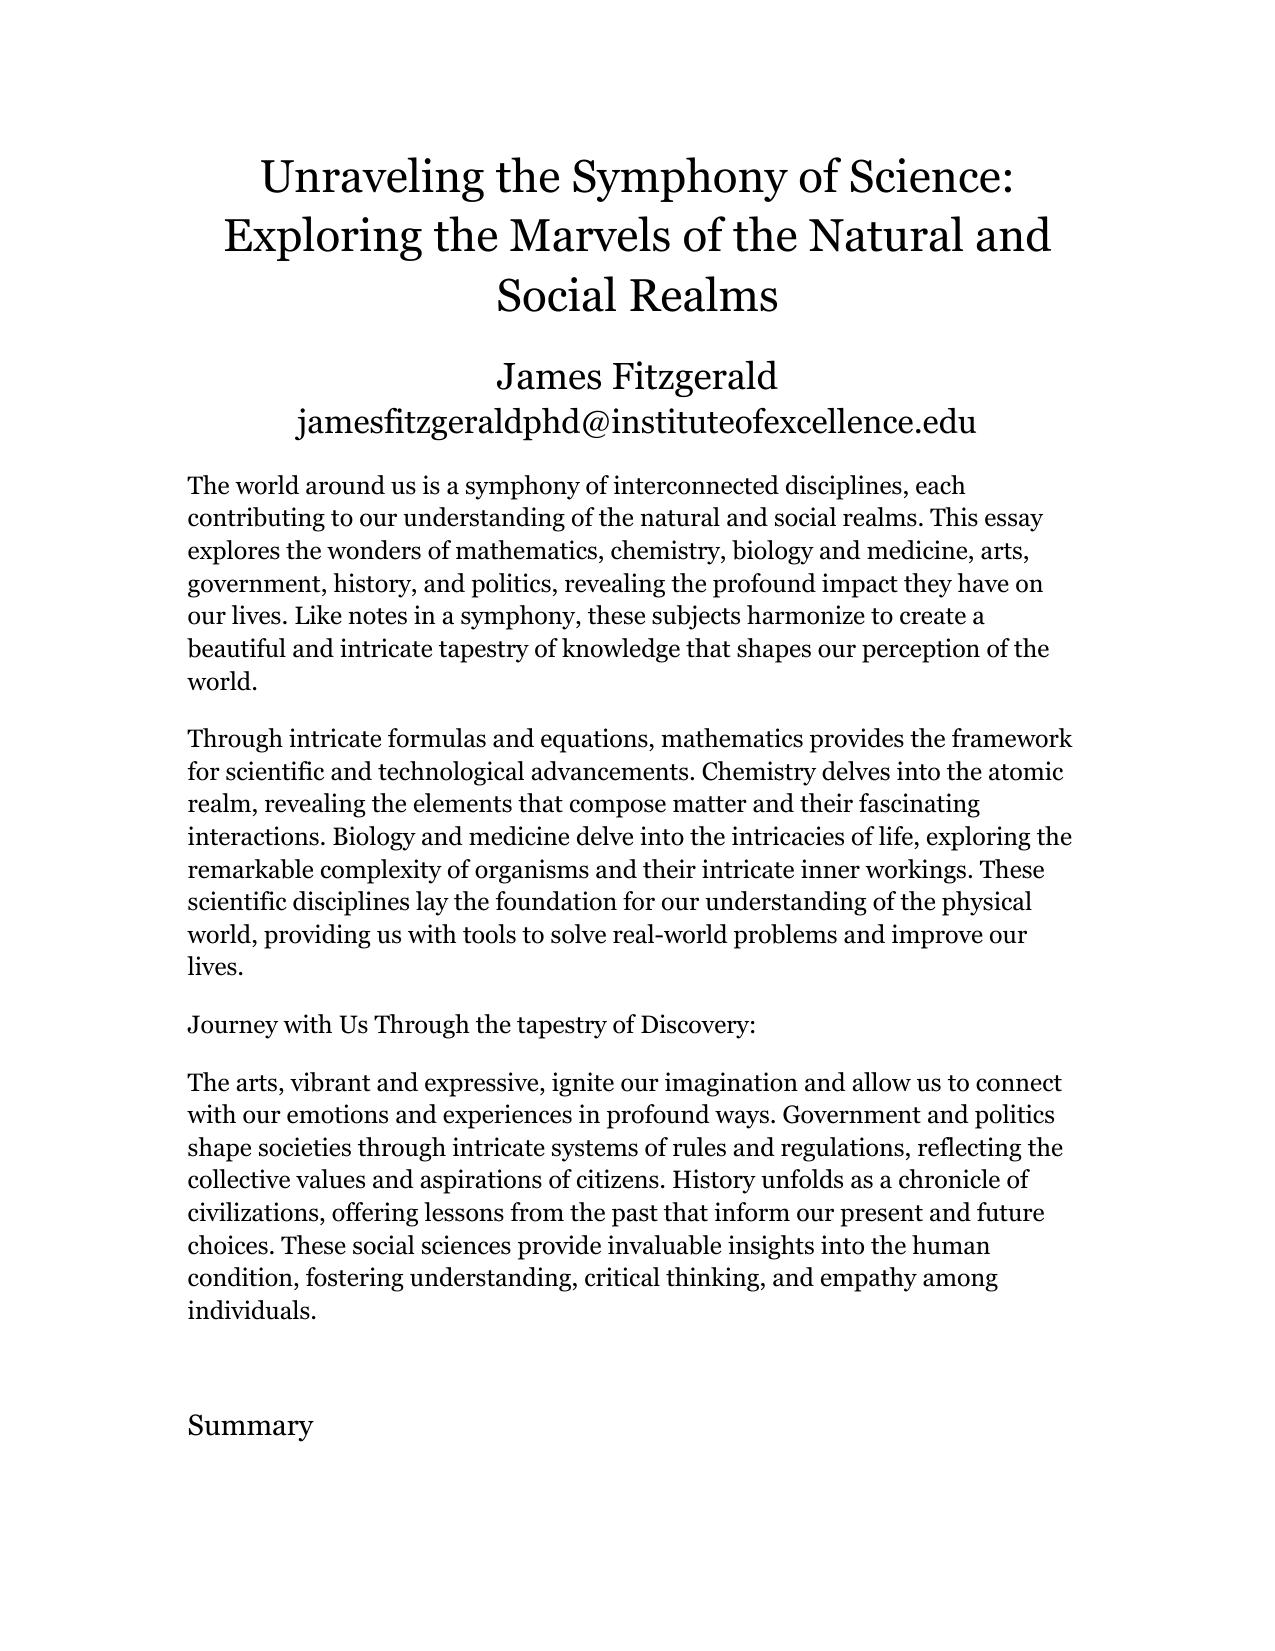 Unraveling the Symphony of Science:
Exploring the Marvels of the Natural and
Social Realms
James Fitzgerald
jamesfitzgeraldphd@instituteofexcellence.edu
The world around us is a symphony of interconnected disciplines, each
contributing to our understanding of the natural and social realms. This essay
explores the wonders of mathematics, chemistry, biology and medicine, arts,
government, history, and politics, revealing the profound impact they have on
our lives. Like notes in a symphony, these subjects harmonize to create a
beautiful and intricate tapestry of knowledge that shapes our perception of the
world.
Through intricate formulas and equations, mathematics provides the framework
for scientific and technological advancements. Chemistry delves into the atomic
realm, revealing the elements that compose matter and their fascinating
interactions. Biology and medicine delve into the intricacies of life, exploring the
remarkable complexity of organisms and their intricate inner workings. These
scientific disciplines lay the foundation for our understanding of the physical
world, providing us with tools to solve real-world problems and improve our
lives.
Journey with Us Through the tapestry of Discovery:
The arts, vibrant and expressive, ignite our imagination and allow us to connect
with our emotions and experiences in profound ways. Government and politics
shape societies through intricate systems of rules and regulations, reflecting the
collective values and aspirations of citizens. History unfolds as a chronicle of
civilizations, offering lessons from the past that inform our present and future
choices. These social sciences provide invaluable insights into the human
condition, fostering understanding, critical thinking, and empathy among
individuals.
Summary